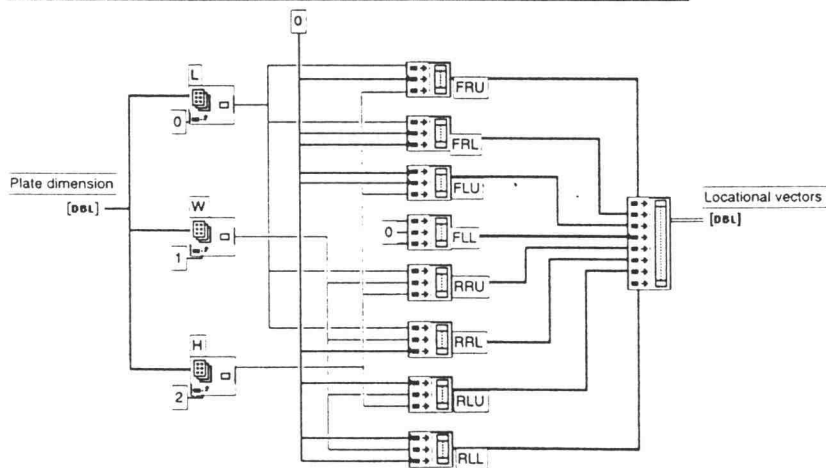 0
L
FRU
0
FRL
Plate dimension
[DBL]
FLU
Locational vectors
[DBL]
W
0
FLL
1
RRU
H
RRL
2
RLU
RLL